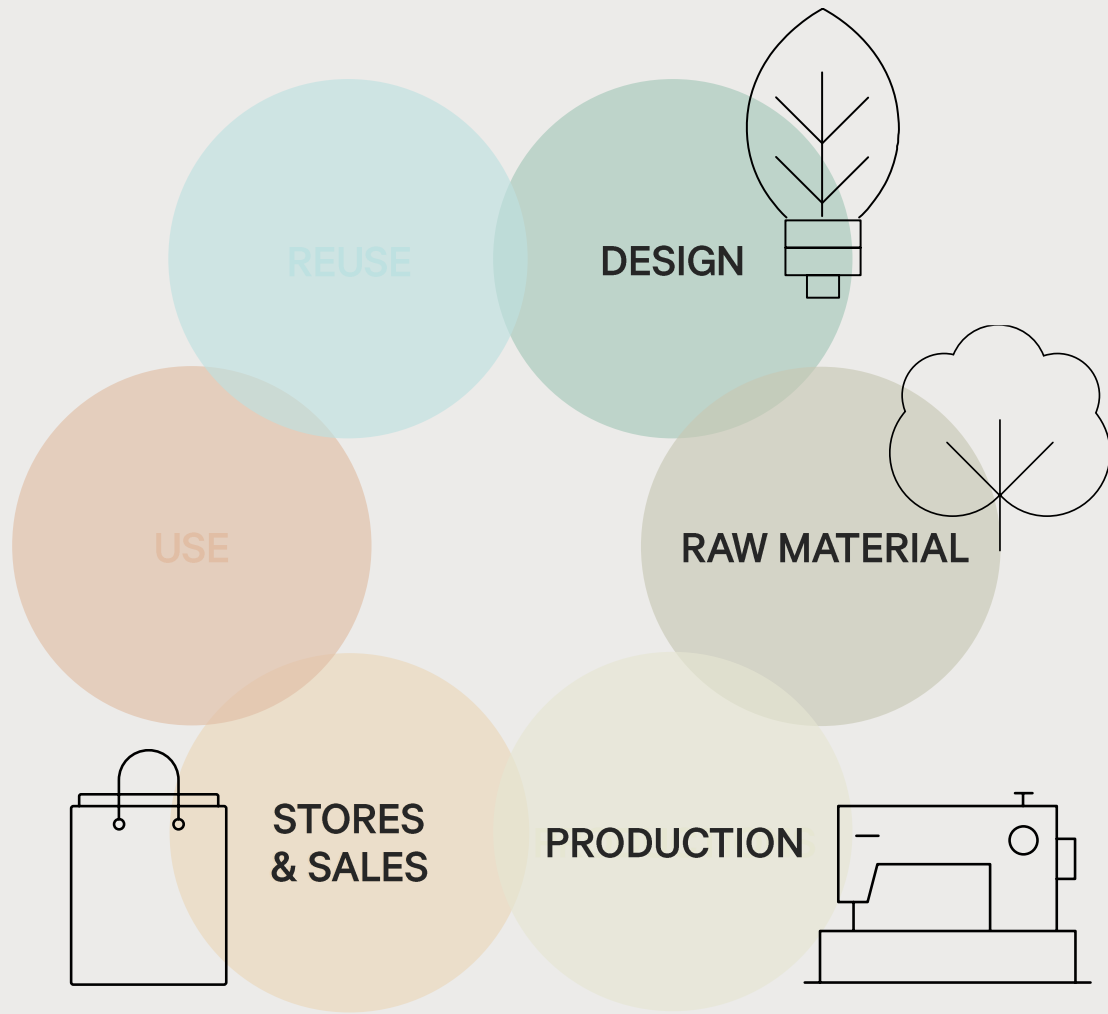 REUSE
DESIGN
USE
RAW MATERIAL
STORES
& SALES
PRODUCTION